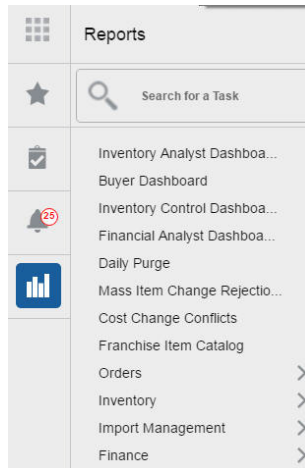 Reports
Search for a Task
Inventory Analyst Dashboa...
Buyer Dashboard
25
Inventory Control Dashboa...
Financial Analyst Dashboa...
Daily Purge
Mass Item Change Rejectio...
Cost Change Conflicts
Franchise Item Catalog
Orders
Inventory
Import Management
Finance